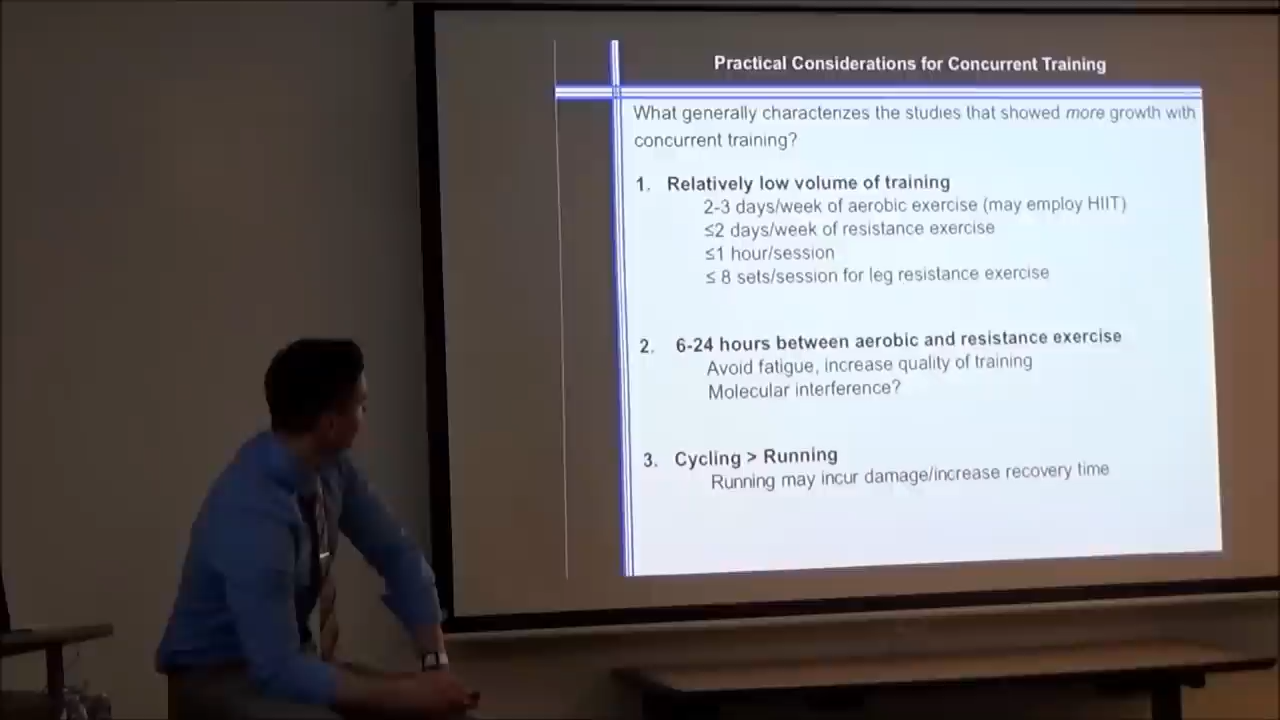 Practical Considerations for Concurrent Training
What generally characterizes the studies that showed more growth with
concurrent training?
1. Relatively low volume of training
2-3 days/week of aerobic exercise (may employ HIIT)
≤2 days/week of resistance exercise
≤1 hour/session
≤ 8 sets/session for leg resistance exercise
2. 6-24 hours between aerobic and resistance exercise
Avoid fatigue, increase quality of training
Molecular interference?
3. Cycling > Running
Running may incur damage/increase recovery time